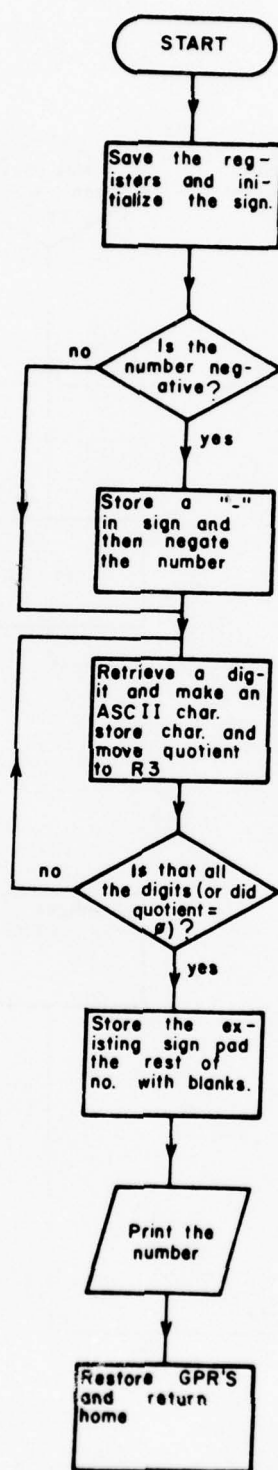 START
Save the reg-
isters and ini-
tialize the sign.
Is the
number neg-
ative?
no
yes
Store a "-"
in sign and
then negate
the number
Retrieve a dig-
it and make an
ASCII char.
store char. and
move quotient
to R3
no
Is that all
the digits (or did
quotient =
ø)?
yes
Store the ex-
isting sign pad
the rest of
no. with blanks.
Print the
number
Restore GPR'S
and return
home